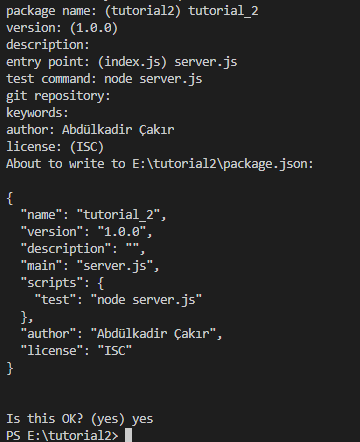 package name: (tutorial2) tutorial_2
version: (1.0.0)
description:
entry point: (index.js) server.js
test command: node server.js
git repository:
keywords:
author: Abdülkadir Çakır
license: (ISC)
About to write to E:\tutorial2\package.json:

{
  "name": "tutorial_2",
  "version": "1.0.0",
  "description": "",
  "main": "server.js",
  "scripts": {
    "test": "node server.js"
  },
  "author": "Abdülkadir Çakır",
  "license": "ISC"
}

Is this OK? (yes) yes
PS E:\tutorial2>